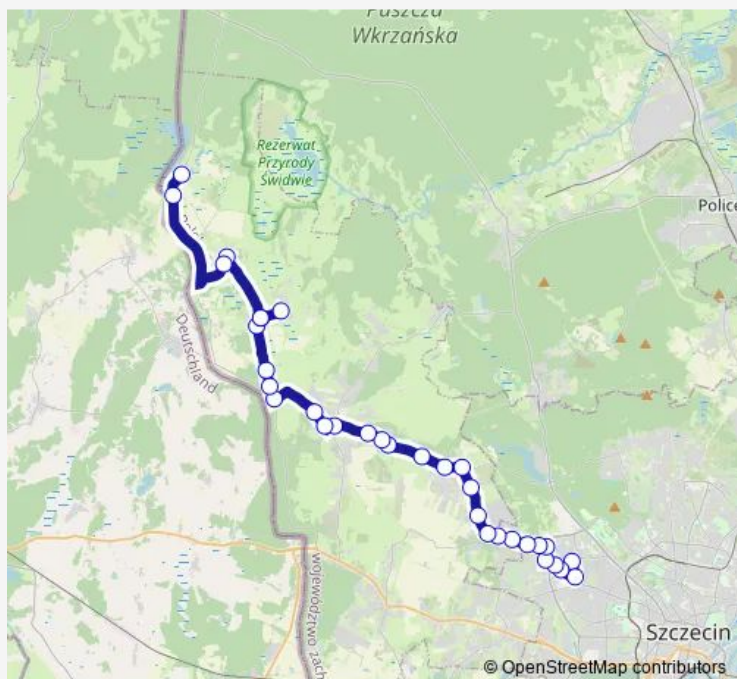 Puszcza
Wkrzańska
Rezerwat
Przyrody
Świdwie
Police
Deutschland
województwo zach
Szczecin
© OpenStreetMap contributors